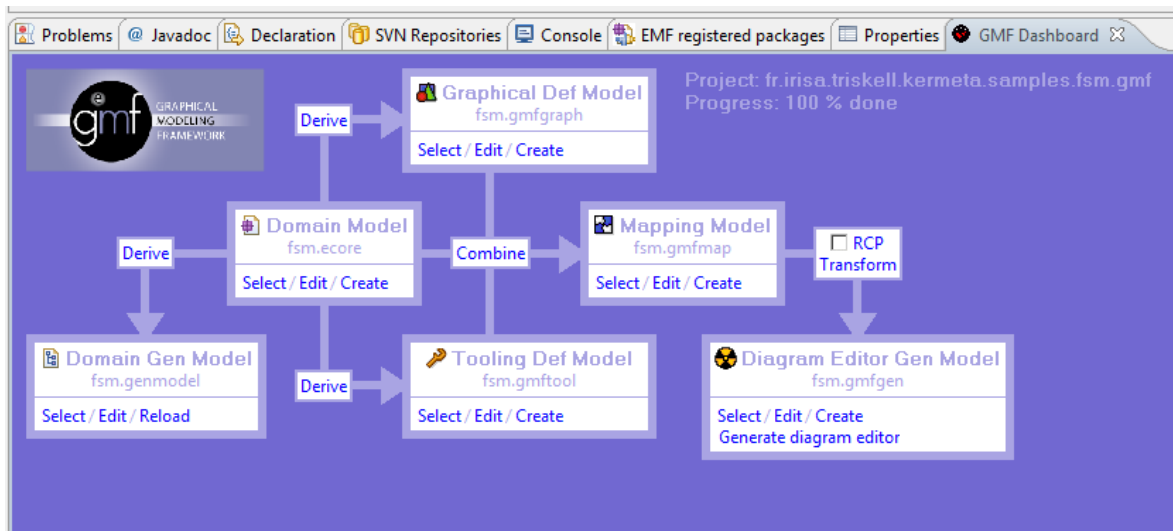 Problems @ Javadoc Declaration SVN Repositories Console EMF registered packages Properties GMF Dashboard
e gmf GRAPHICAL
MODELING
FRAMEWORK
Project: fr.irisa.triskell.kermeta.samples.fsm.gmf
Progress: 100 % done
Derive
Graphical Def Model
fsm.gmfgraph
Select / Edit / Create
Derive
Domain Model
fsm.ecore
Select / Edit / Create
Combine
Mapping Model
fsm.gmfmap
Select / Edit / Create
RCP
Transform
Domain Gen Model
fsm.genmodel
Select / Edit / Reload
Derive
Tooling Def Model
fsm.gmftool
Select / Edit / Create
Diagram Editor Gen Model
fsm.gmfgen
Select / Edit / Create
Generate diagram editor